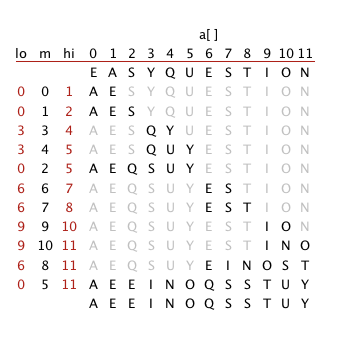 a[ ]
lo m hi 0 1 2 3 4 5 6 7 8 9 10 11
E A S Y Q U E S T I O N
0 0 1 A E S Y Q U E S T I O N
0 1 2 A E S Y Q U E S T I O N
3 3 4 A E S Q Y U E S T I O N
3 4 5 A E S Q U Y E S T I O N
0 2 5 A E Q S U Y E S T I O N
6 6 7 A E Q S U Y E S T I O N
6 7 8 A E Q S U Y E S T I O N
9 9 10 A E Q S U Y E S T I O N
9 10 11 A E Q S U Y E S T I N O
6 8 11 A E Q S U Y E I N O S T
0 5 11 A E E I N O Q S S T U Y
A E E I N O Q S S T U Y